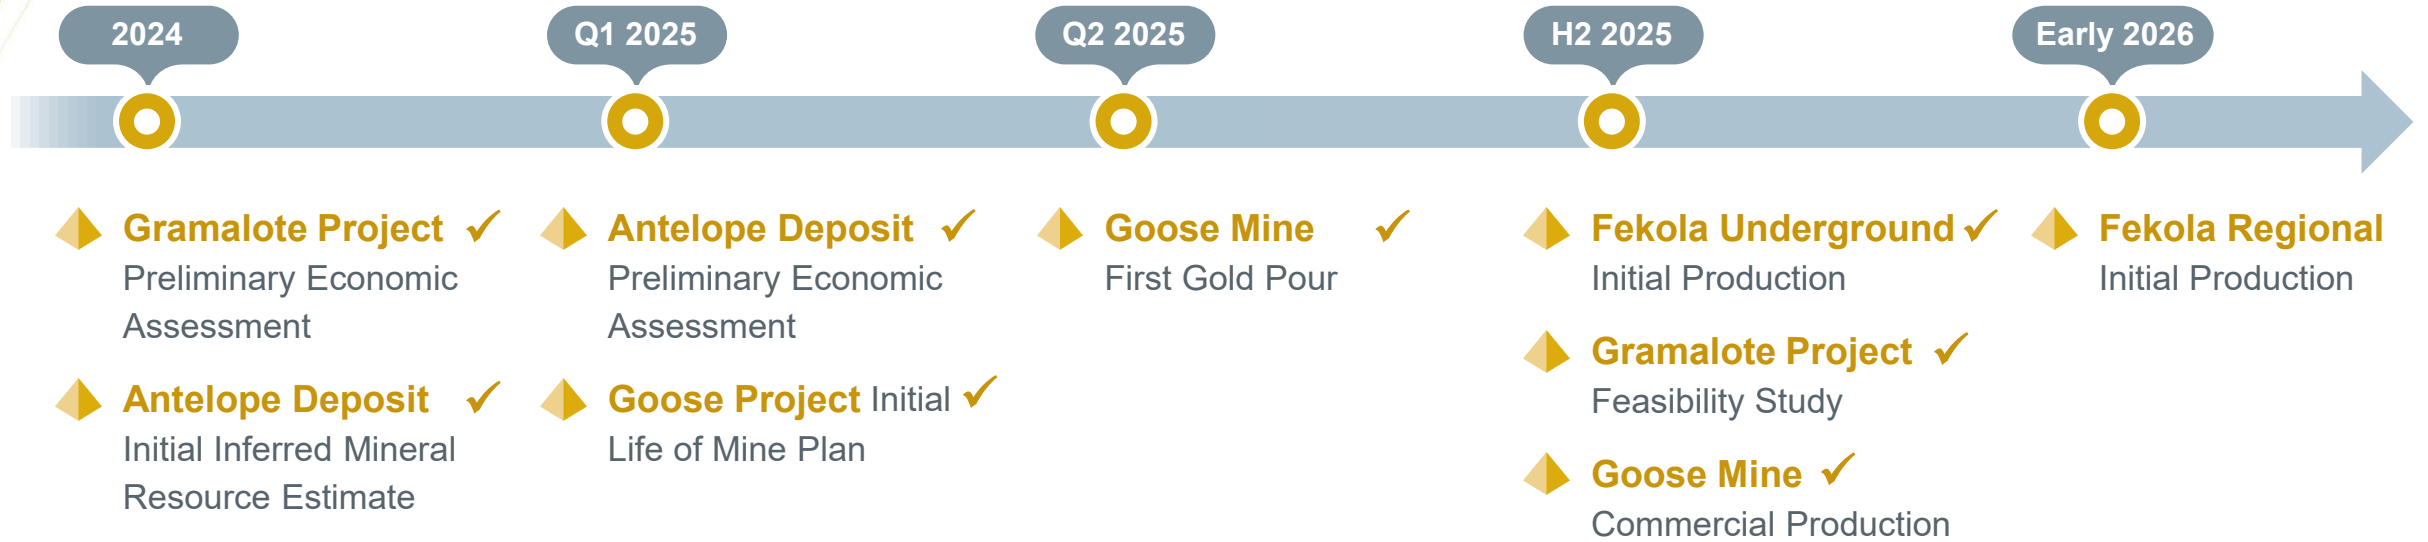 2024
Q1 2025
Q2 2025
H2 2025
Early 2026
Gramalote Project ✓
Preliminary Economic
Assessment
Antelope Deposit ✓
Initial Inferred Mineral
Resource Estimate
Antelope Deposit ✓
Preliminary Economic
Assessment
Goose Project Initial ✓
Life of Mine Plan
Goose Mine ✓
First Gold Pour
Fekola Underground ✓
Initial Production
Gramalote Project ✓
Feasibility Study
Goose Mine ✓
Commercial Production
Fekola Regional
Initial Production